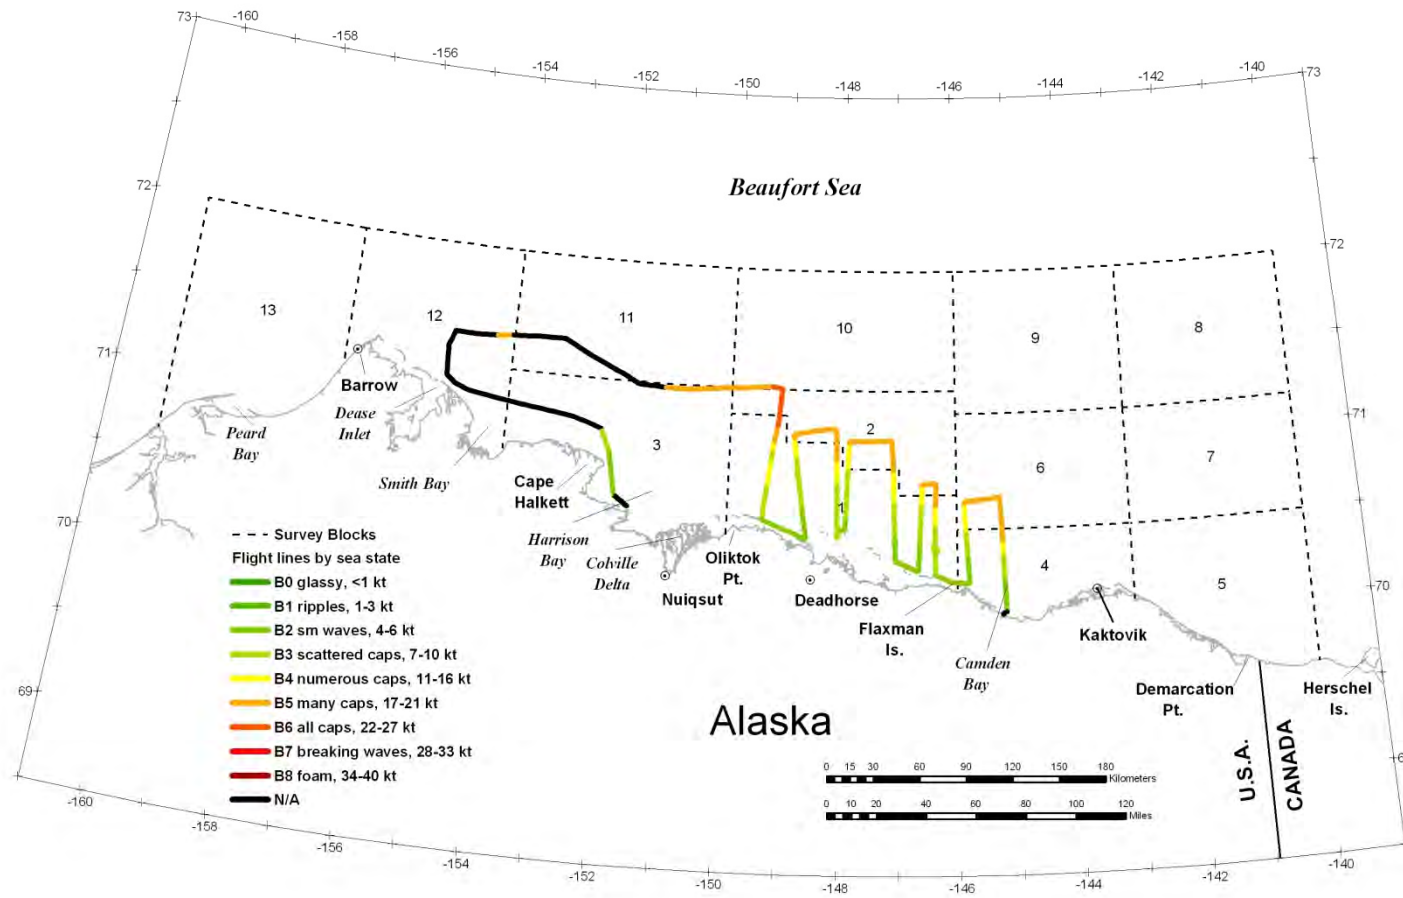 73
-160
-158
-156
-154
-152
-150
-148
-146
-144
-142
-140
73
72
Beaufort Sea
72
13
12
11
10
9
8
71
71
Barrow
Dease
Inlet
Peard
Bay
Smith Bay
Cape
Halkett
3
2
1
6
7
70
Harrison
Bay
Colville
Delta
Oliktok
Pt.
Nuiqsut
Deadhorse
Flaxman
Is.
Camden
Bay
4
Kaktovik
5
70
Demarcation
Pt.
Herschel
Is.
--- Survey Blocks
Flight lines by sea state
B0 glassy, <1 kt
B1 ripples, 1-3 kt
B2 sm waves, 4-6 kt
B3 scattered caps, 7-10 kt
B4 numerous caps, 11-16 kt
B5 many caps, 17-21 kt
B6 all caps, 22-27 kt
B7 breaking waves, 28-33 kt
B8 foam, 34-40 kt
N/A
69
Alaska
U.S.A.
CANADA
0 15 30 60 90 120 150 180
Kilometers
0 10 20 40 60 80 100 120
Miles
-160
-158
-156
-154
-152
-150
-148
-146
-144
-142
-140